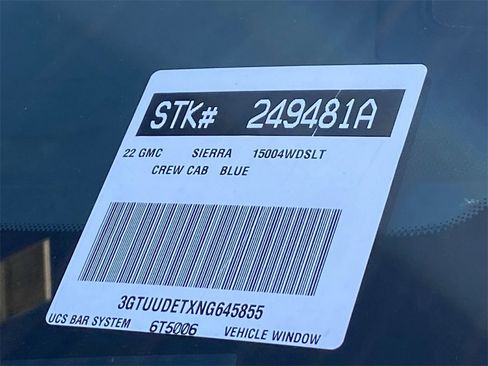 STK# 249481A
22 GMC SIERRA 15004WDSLT
CREW CAB BLUE
3GTUUDETXNG645855
UCS BAR SYSTEM 6T5006 VEHICLE WINDOW